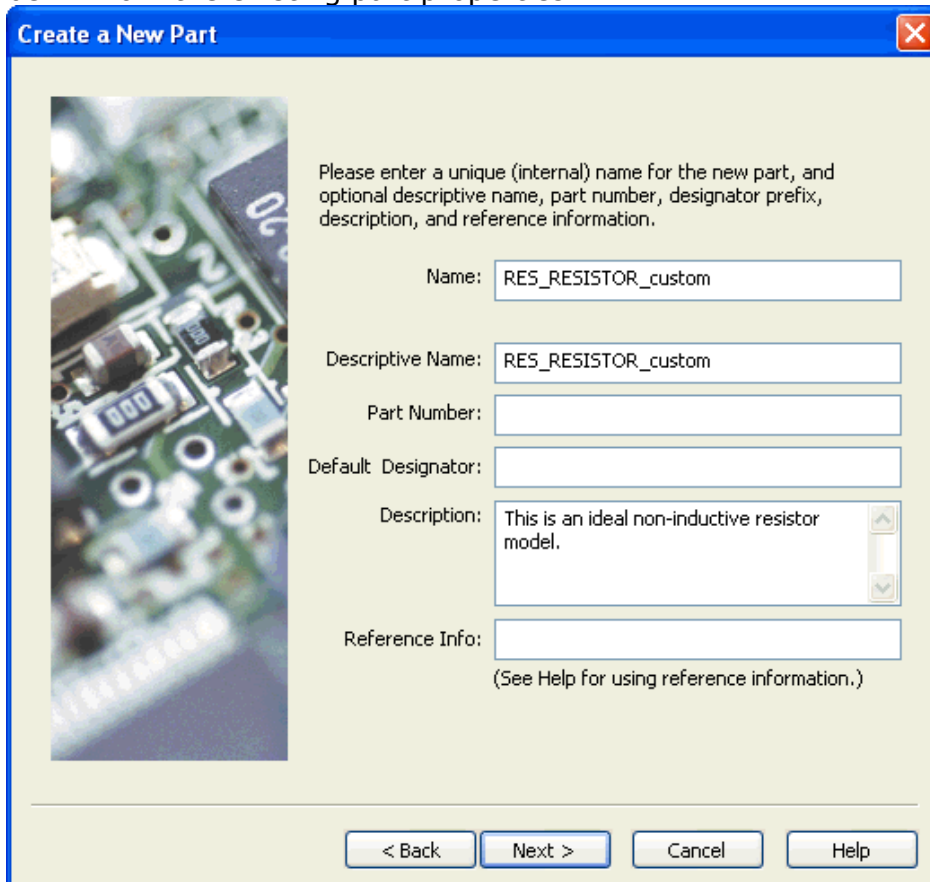 Create a New Part
Please enter a unique (internal) name for the new part, and
optional descriptive name, part number, designator prefix,
description, and reference information.
Name: RES_RESISTOR_custom
Descriptive Name: RES_RESISTOR_custom
Part Number:
Default Designator:
Description: This is an ideal non-inductive resistor
model.
Reference Info:
(See Help for using reference information.)
< Back Next > Cancel Help
000
000